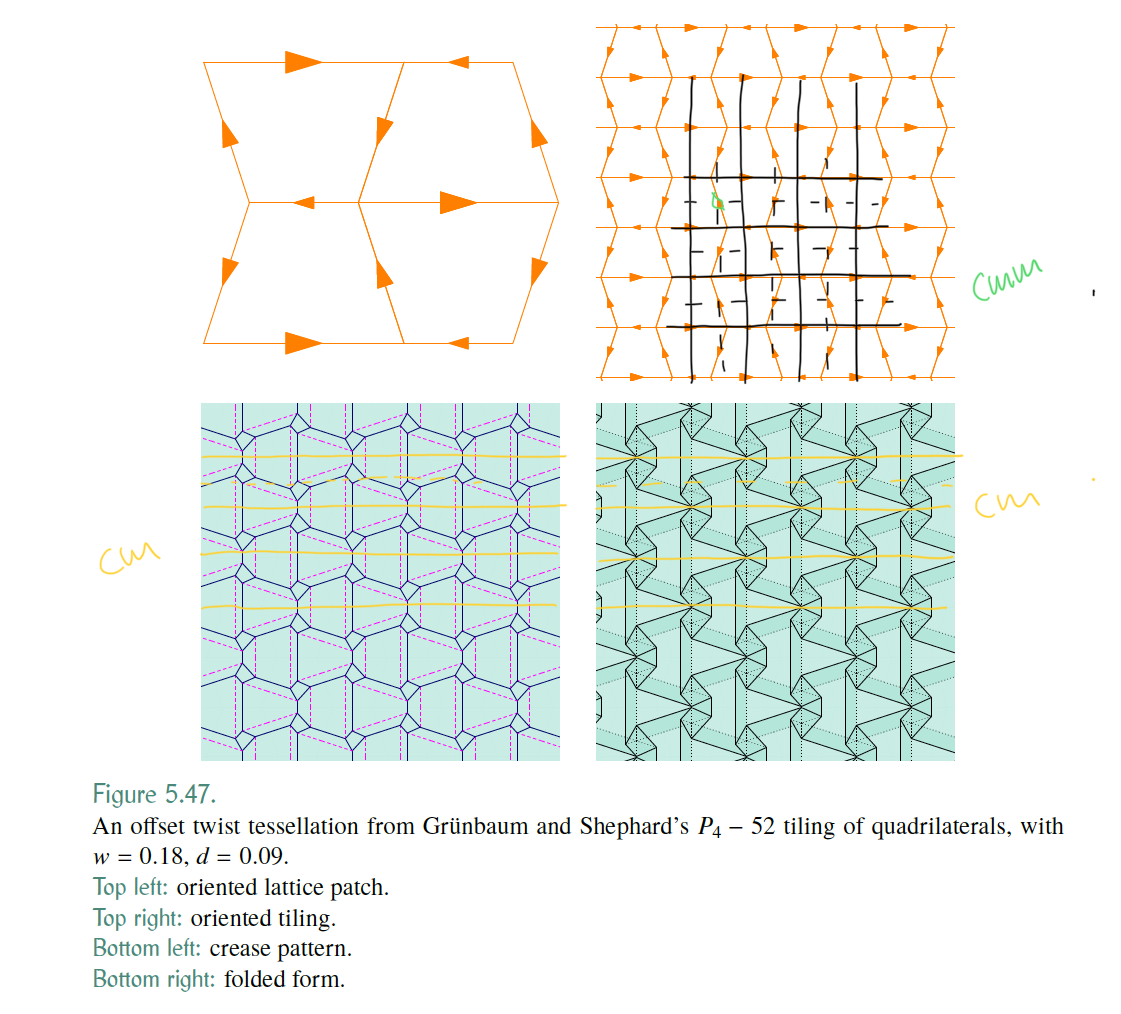 cmm
cm
cm
Figure 5.47.
An offset twist tessellation from Grünbaum and Shephard's P₄ – 52 tiling of quadrilaterals, with
w = 0.18, d = 0.09.
Top left: oriented lattice patch.
Top right: oriented tiling.
Bottom left: crease pattern.
Bottom right: folded form.